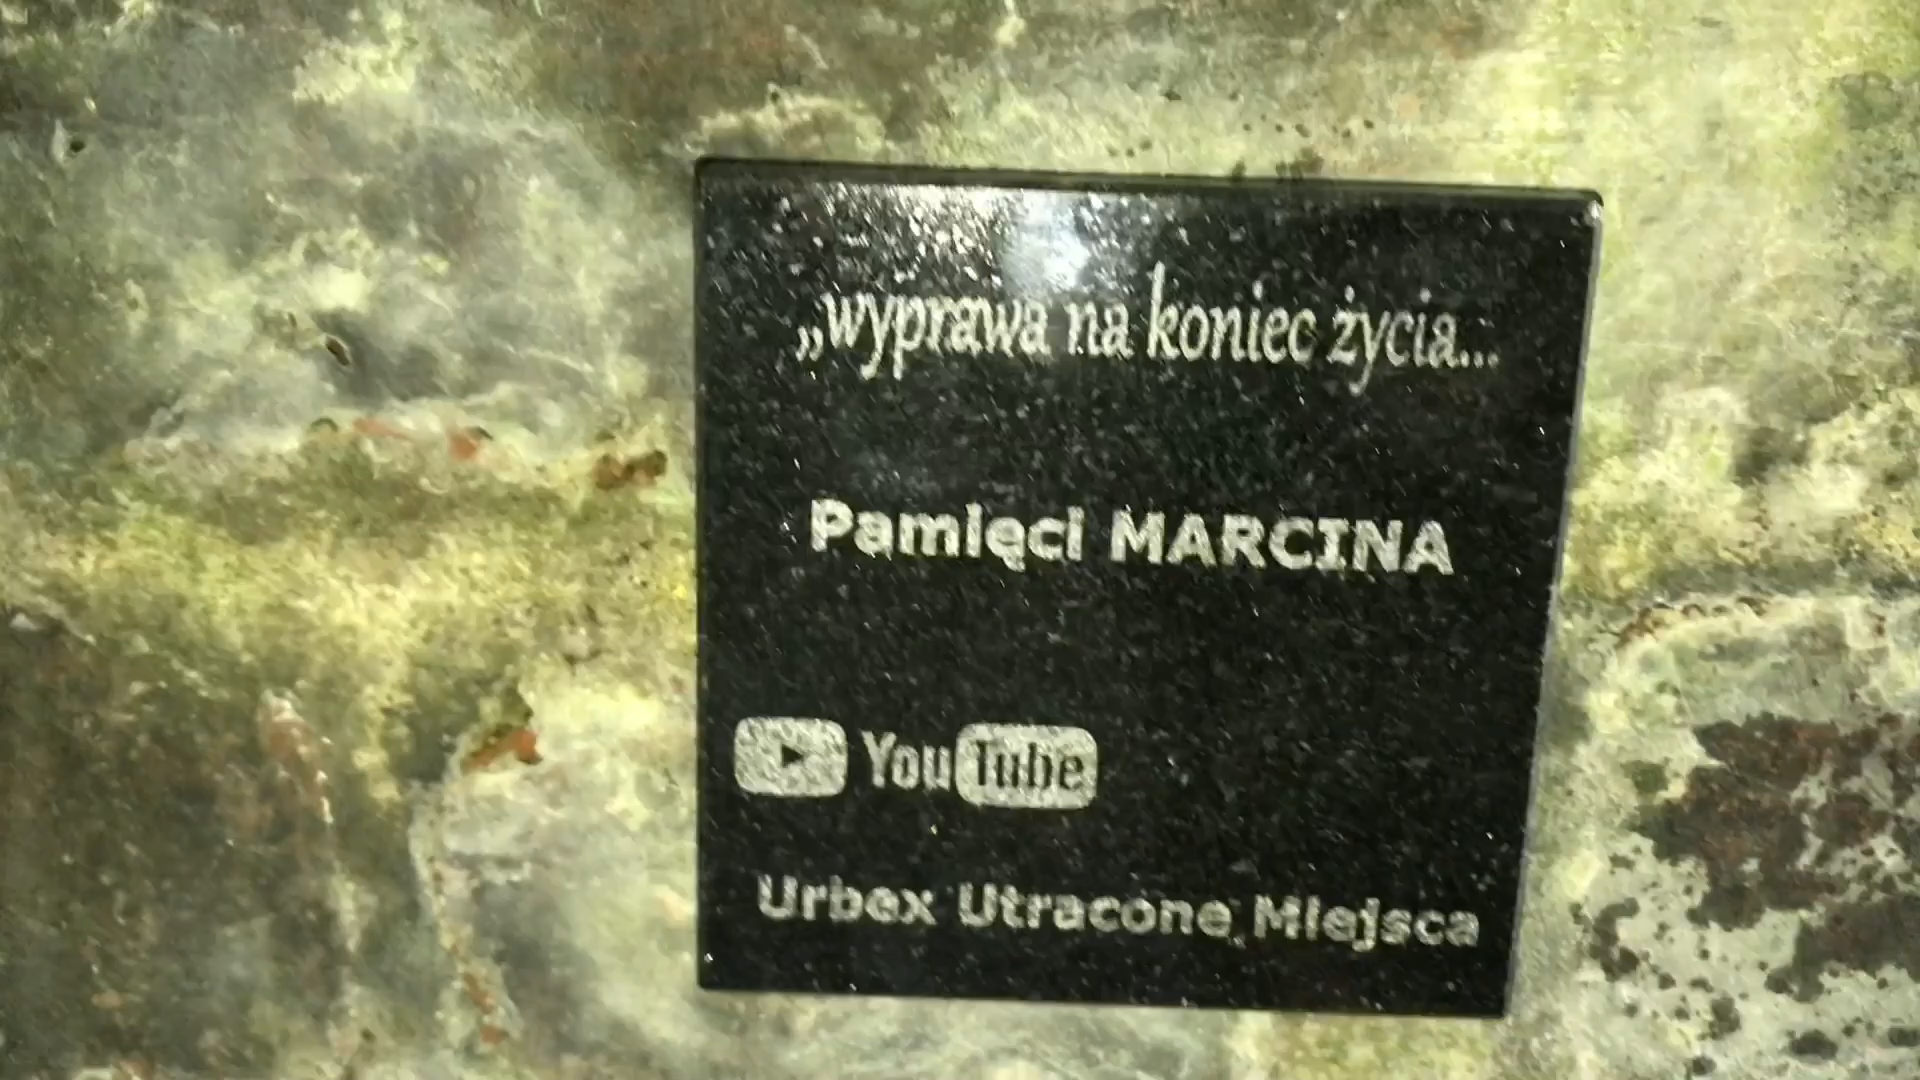 „wyprawa na koniec życia...
Pamięci MARCINA
YouTube
Urbex Utracone Miejsca